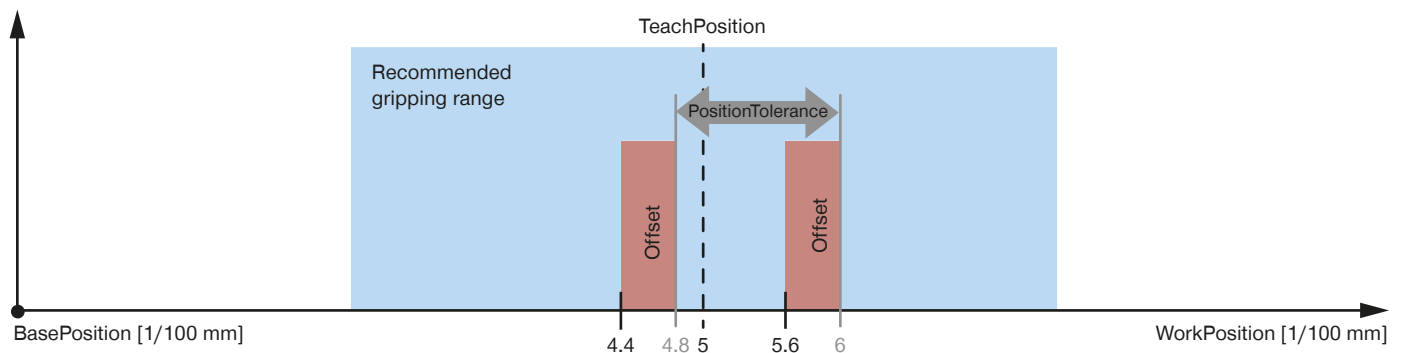 TeachPosition
Recommended
gripping range
PositionTolerance
Offset
Offset
BasePosition [1/100 mm]
WorkPosition [1/100 mm]
4.4 4.8 5 5.6 6